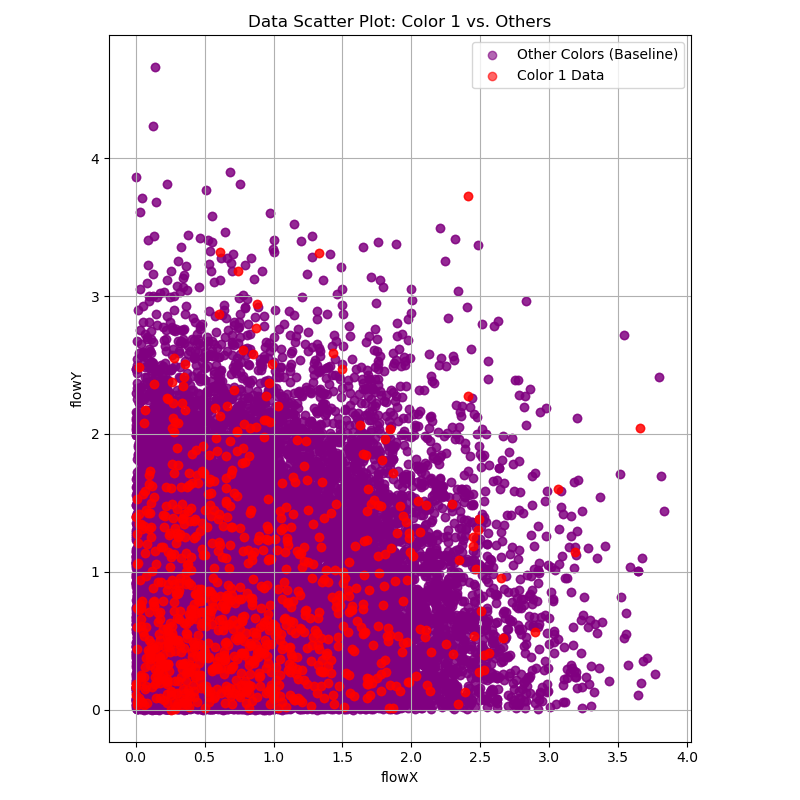 Data Scatter Plot: Color 1 vs. Others
Other Colors (Baseline)
Color 1 Data
flowY
4
3
2
1
0
0.0 0.5 1.0 1.5 2.0 2.5 3.0 3.5 4.0
flowX